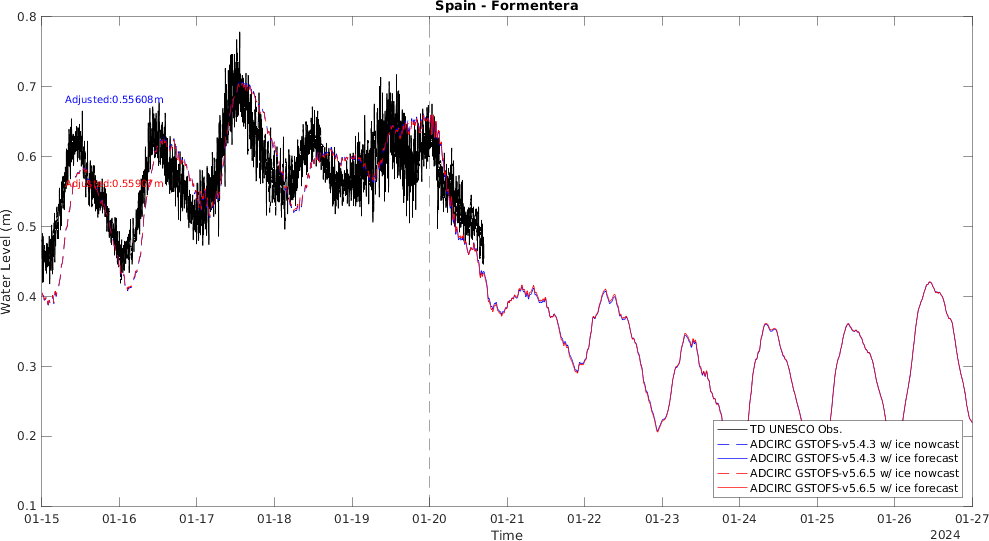 Spain - Formentera
0.8
0.7
0.6
0.5
0.4
0.3
0.2
0.1
Water Level (m)
Adjusted:0.55608m
TD UNESCO Obs.
ADCIRC GSTOFS-v5.4.3 w/ ice nowcast
ADCIRC GSTOFS-v5.4.3 w/ ice forecast
ADCIRC GSTOFS-v5.6.5 w/ ice nowcast
ADCIRC GSTOFS-v5.6.5 w/ ice forecast
01-15 01-16 01-17 01-18 01-19 01-20 01-21 01-22 01-23 01-24 01-25 01-26 01-27
Time
2024